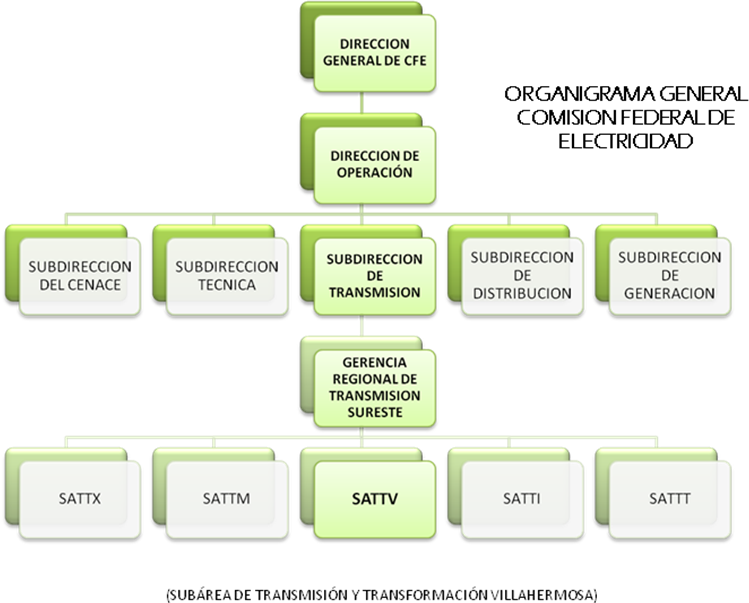 DIRECCION
GENERAL DE CFE
ORGANIGRAMA GENERAL
COMISION FEDERAL DE
ELECTRICIDAD
DIRECCION DE
OPERACIÓN
SUBDIRECCION
DEL CENACE
SUBDIRECCION
TECNICA
SUBDIRECCION
DE
TRANSMISION
SUBDIRECCION
DE
DISTRIBUCION
SUBDIRECCION
DE
GENERACION
GERENCIA
REGIONAL DE
TRANSMISION
SURESTE
SATTX
SATTM
SATTV
SATTI
SATTT
(SUBÁREA DE TRANSMISIÓN Y TRANSFORMACIÓN VILLAHERMOSA)